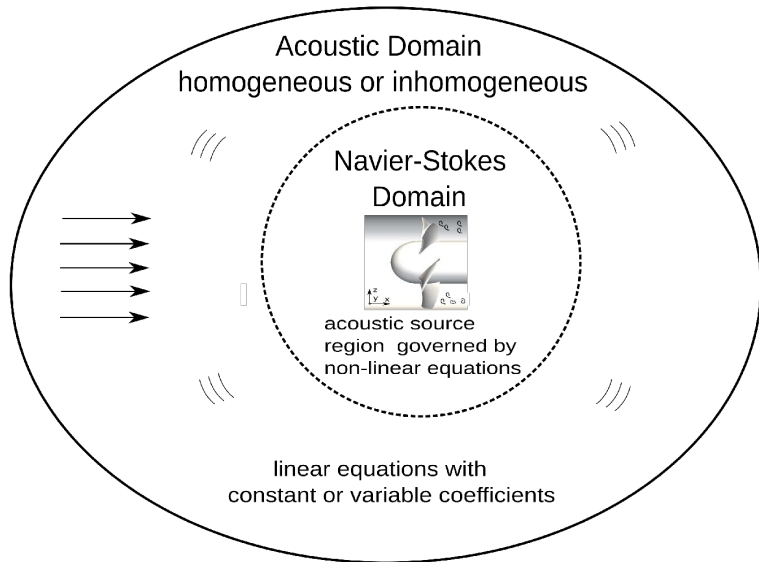 Acoustic Domain
homogeneous or inhomogeneous
Navier-Stokes
Domain
z
y x
acoustic source
region governed by
non-linear equations
linear equations with
constant or variable coefficients